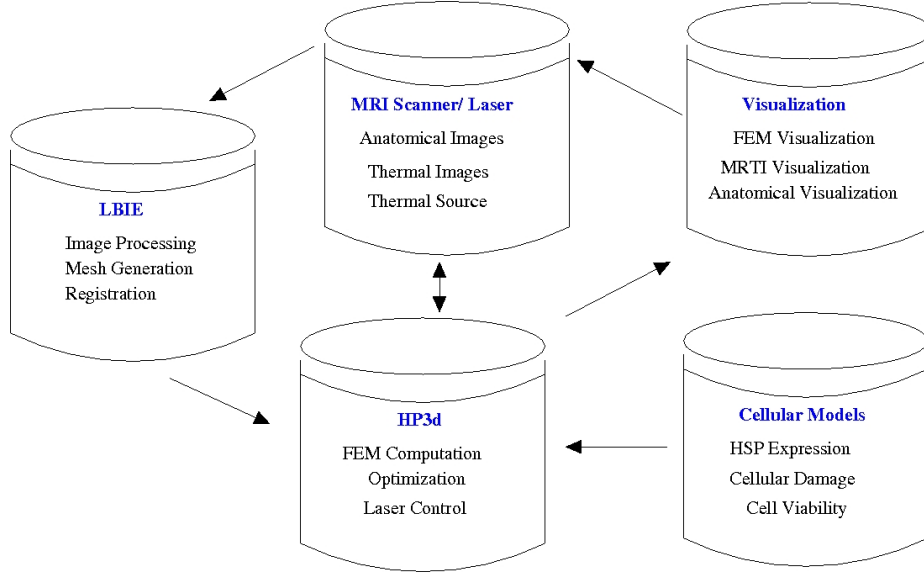 MRI Scanner/ Laser
Anatomical Images
Thermal Images
Thermal Source
Visualization
FEM Visualization
MRTI Visualization
Anatomical Visualization
LBIE
Image Processing
Mesh Generation
Registration
HP3d
FEM Computation
Optimization
Laser Control
Cellular Models
HSP Expression
Cellular Damage
Cell Viability